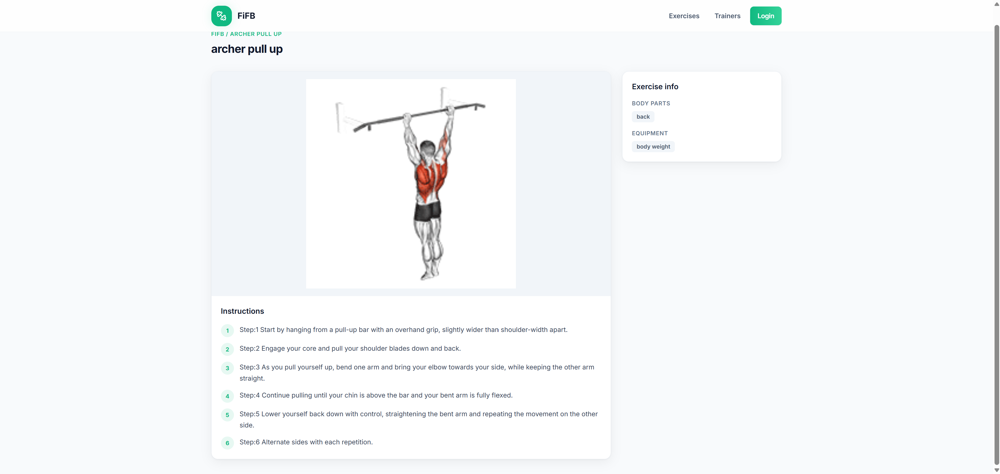 FiFB
Exercises
Trainers
Login
FIFB / ARCHER PULL UP
archer pull up
Exercise info
BODY PARTS
back
EQUIPMENT
body weight
Instructions
1
Step:1 Start by hanging from a pull-up bar with an overhand grip, slightly wider than shoulder-width apart.
2
Step:2 Engage your core and pull your shoulder blades down and back.
3
Step:3 As you pull yourself up, bend one arm and bring your elbow towards your side, while keeping the other arm
straight.
4
Step:4 Continue pulling until your chin is above the bar and your bent arm is fully flexed.
5
Step:5 Lower yourself back down with control, straightening the bent arm and repeating the movement on the other
side.
6
Step:6 Alternate sides with each repetition.